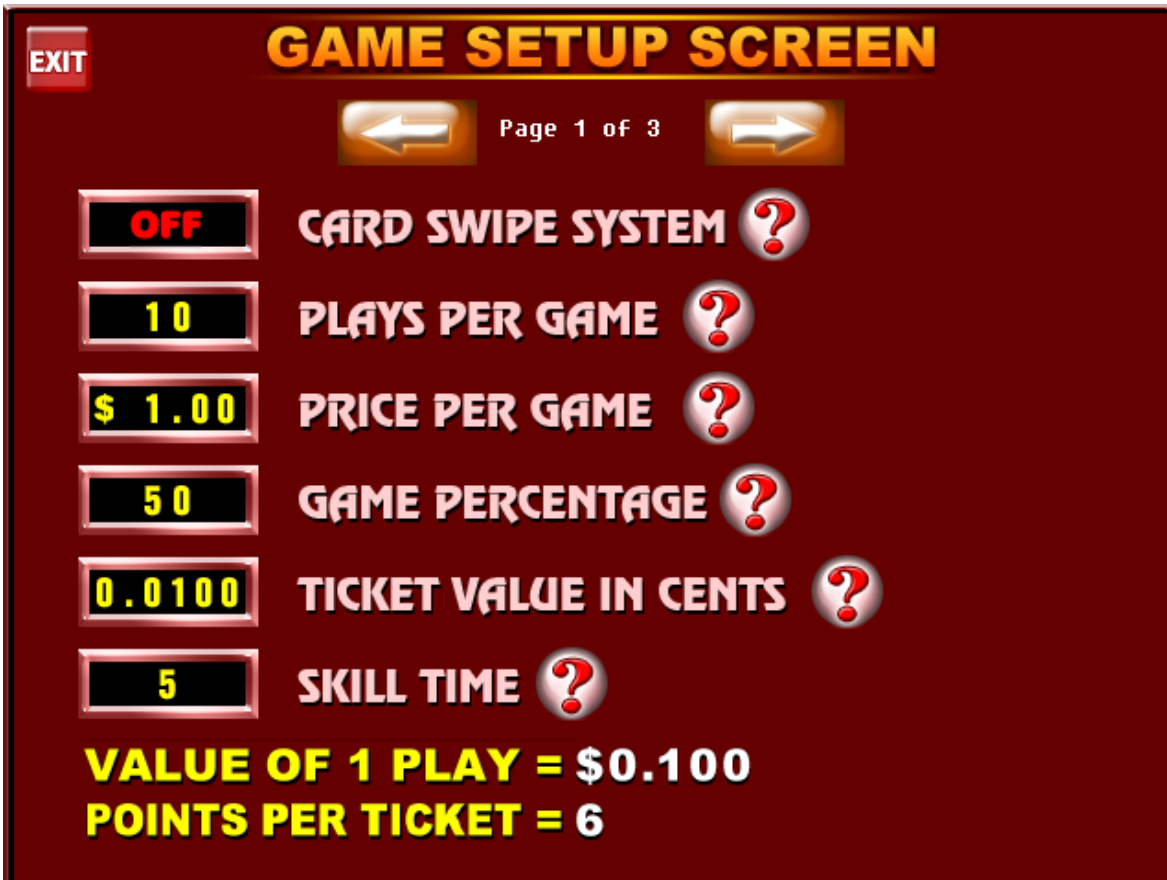 EXIT
GAME SETUP SCREEN
Page 1 of 3
OFF CARD SWIPE SYSTEM ?
10 PLAYS PER GAME ?
$ 1.00 PRICE PER GAME ?
50 GAME PERCENTAGE ?
0.0100 TICKET VALUE IN CENTS ?
5 SKILL TIME ?
VALUE OF 1 PLAY = $0.100
POINTS PER TICKET = 6